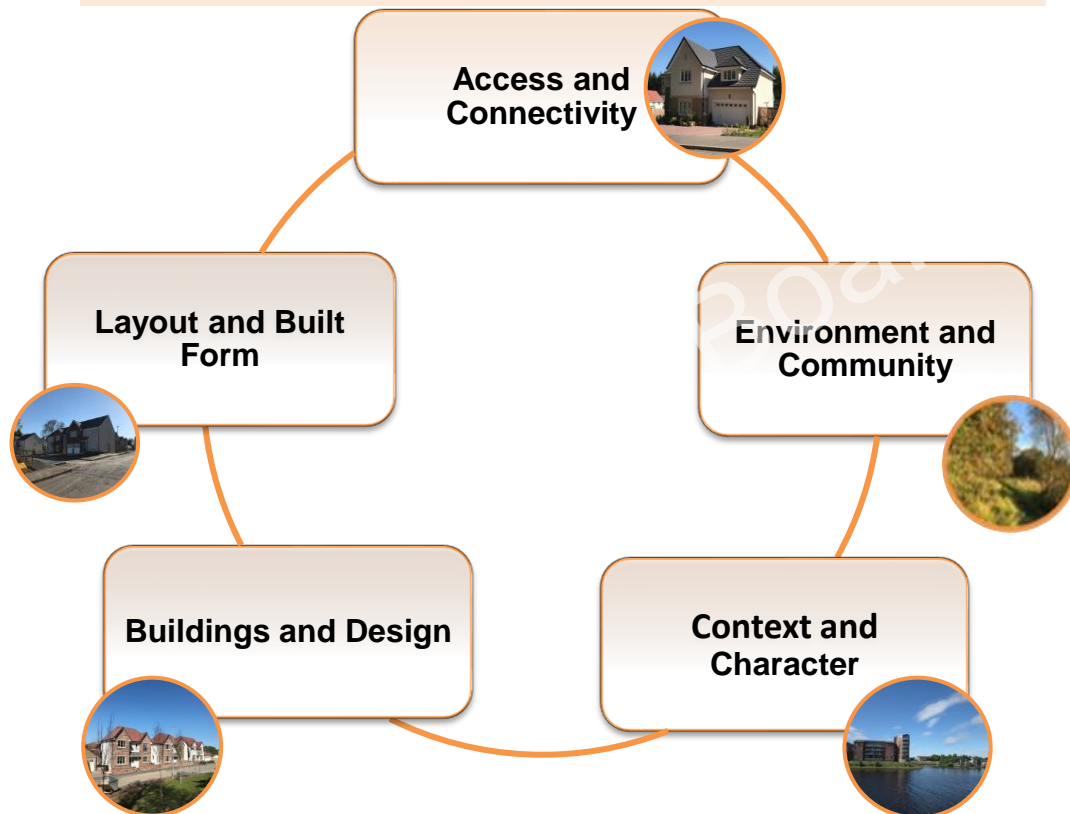 Access and
Connectivity
Layout and Built
Form
Environment and
Community
Buildings and Design
Context and
Character